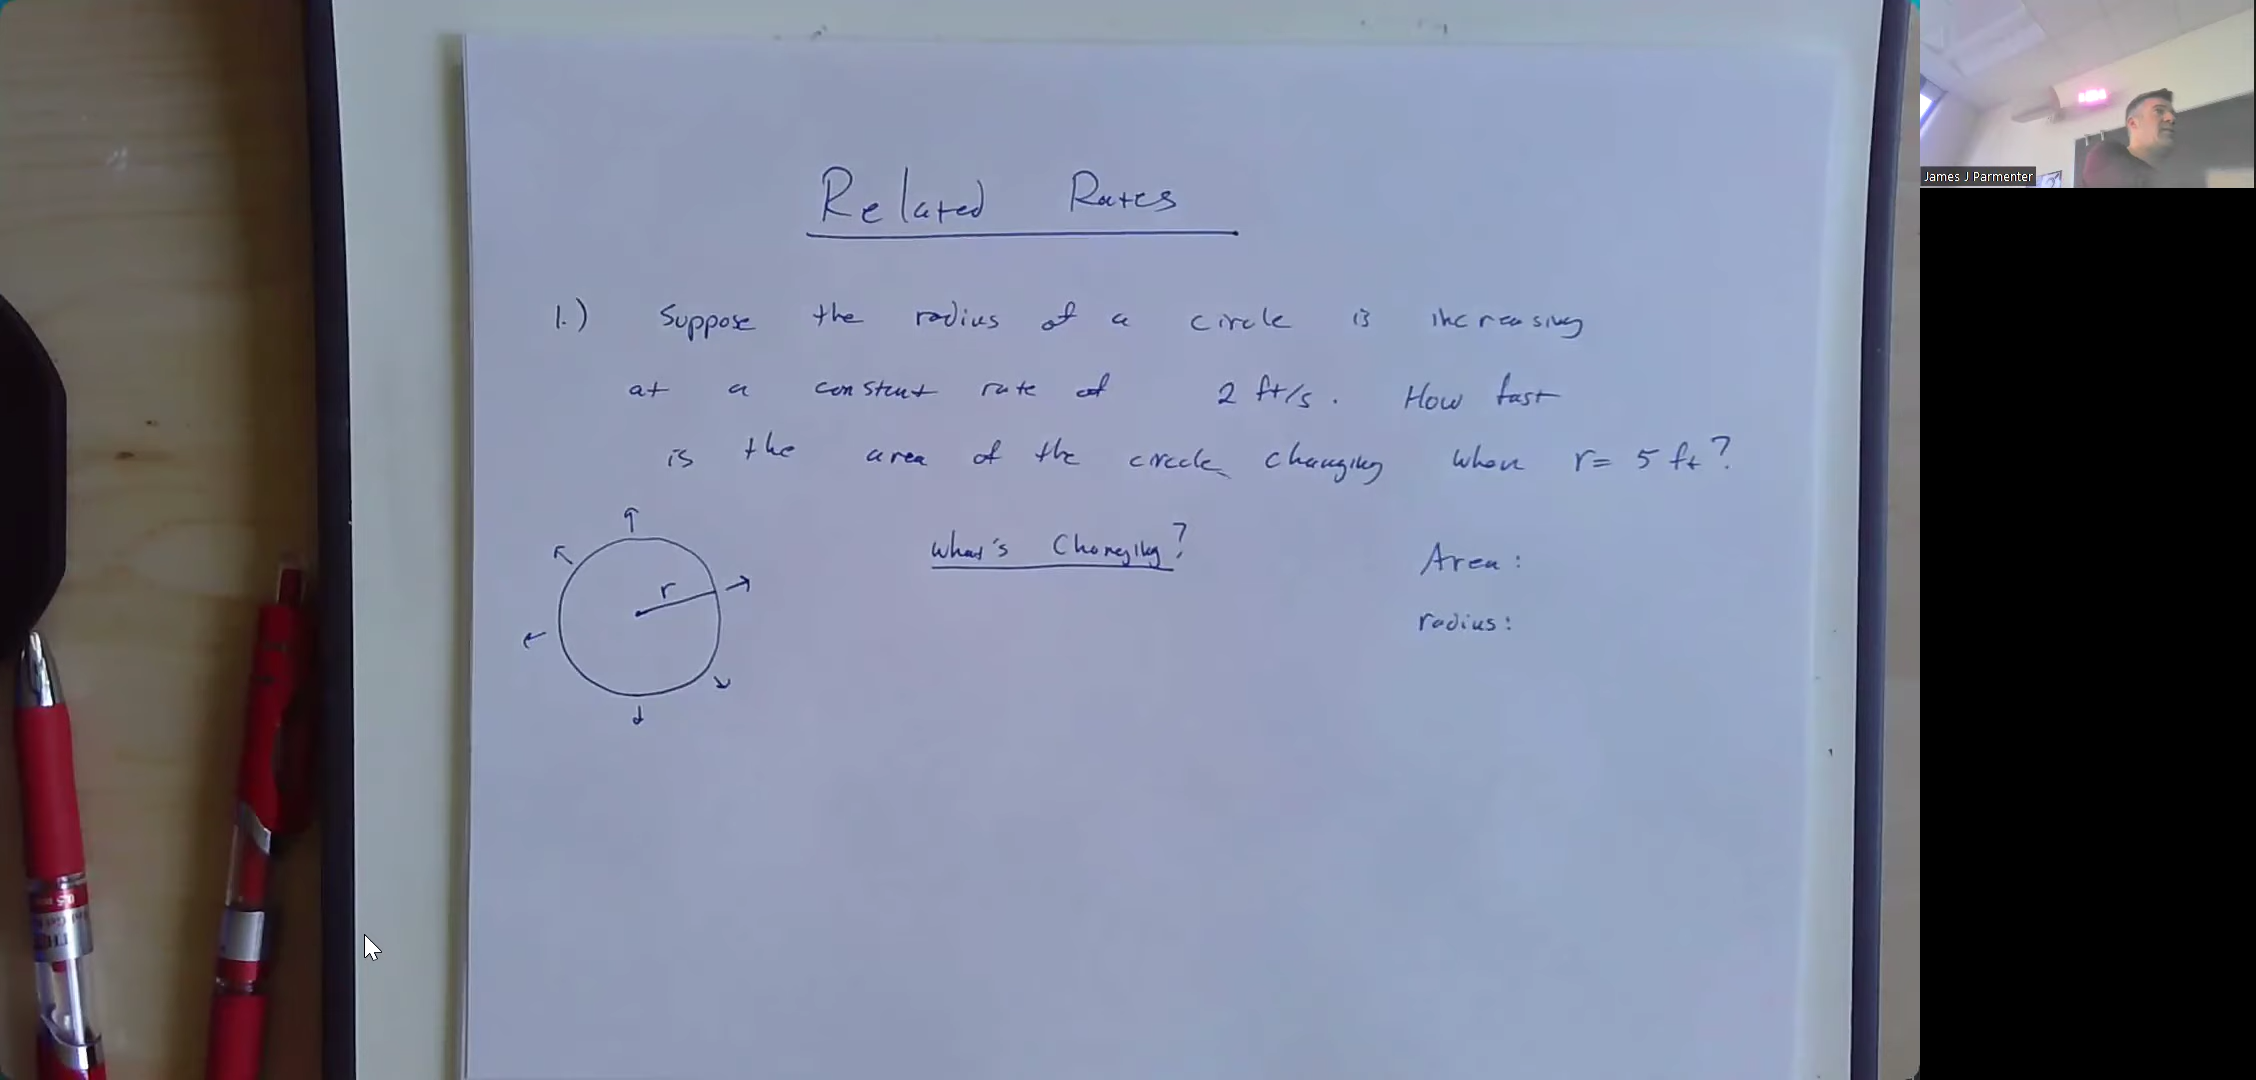 Related Rates
1.) Suppose the radius of a circle is increasing
at a constant rate of 2 ft/s. How fast
is the area of the circle changing when r= 5 ft?
What's Changing?
Area:
r
radius:
James J Parmenter